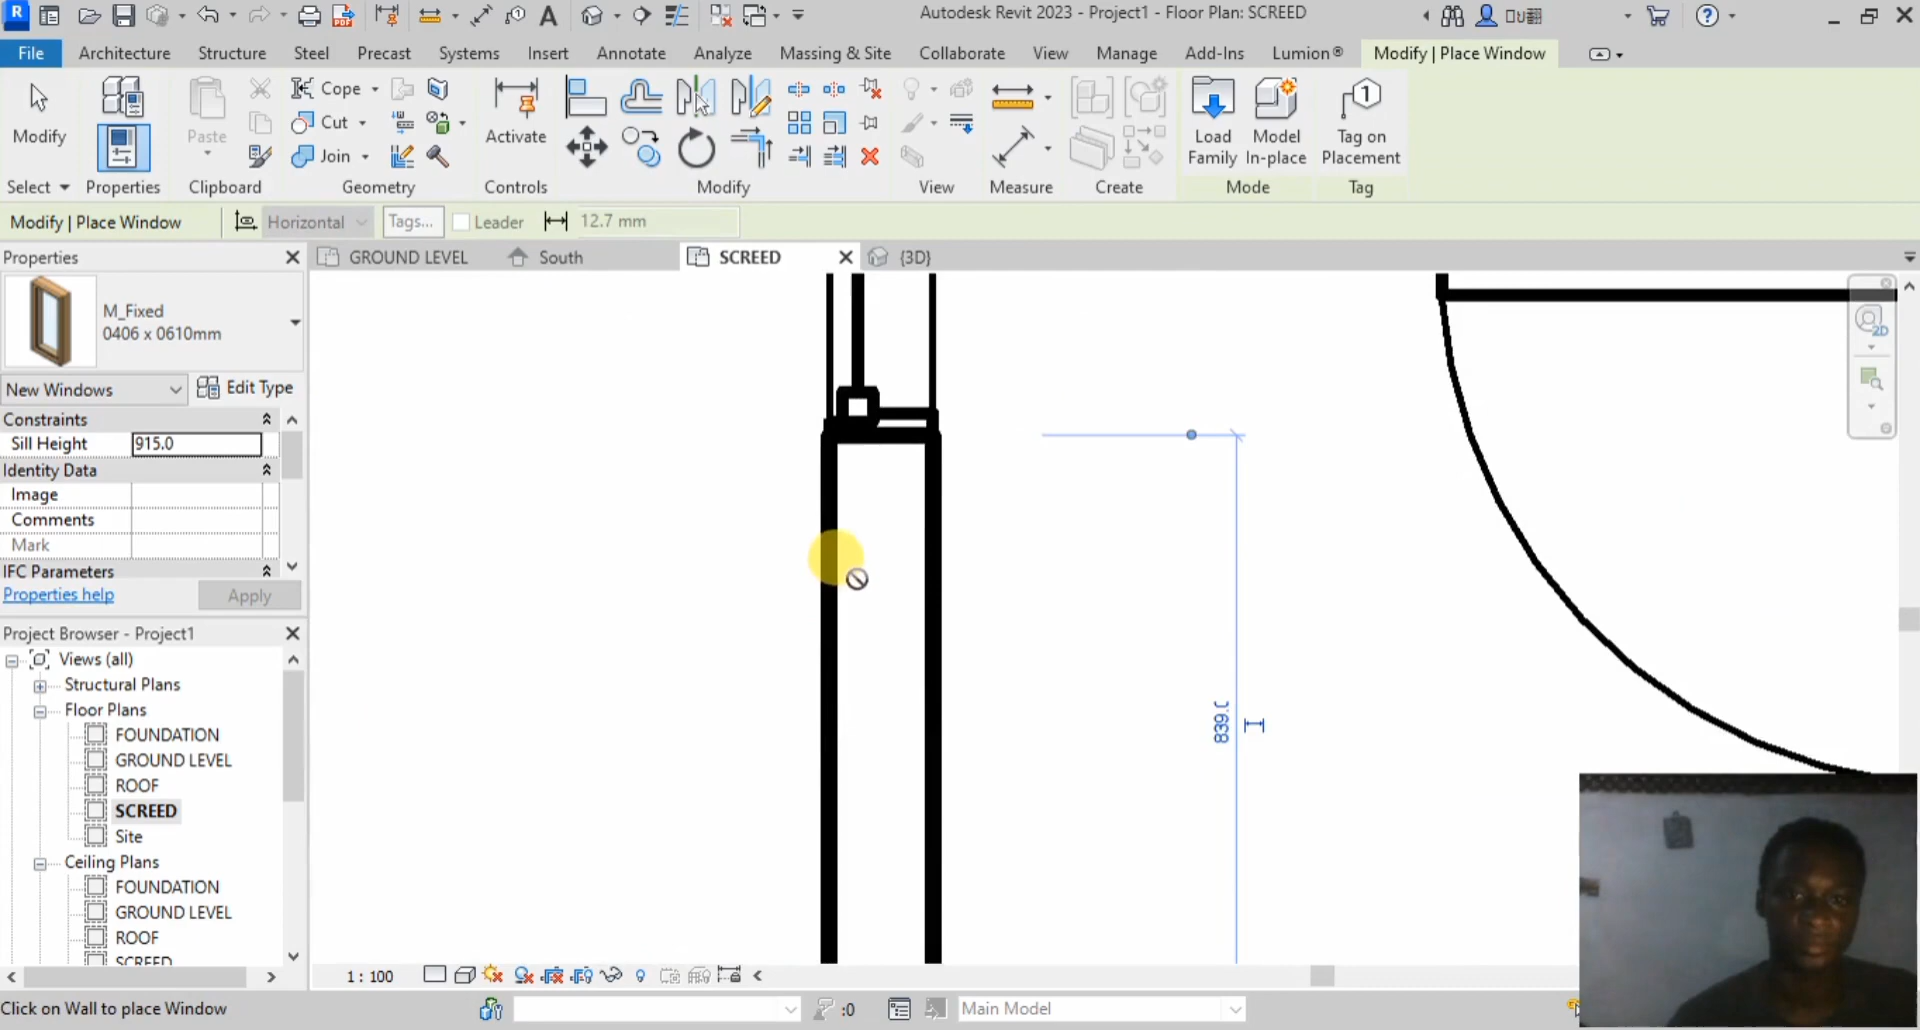 R
Autodesk Revit 2023 - Project1 - Floor Plan: SCREED
File Architecture Structure Steel Precast Systems Insert Annotate Analyze Massing & Site Collaborate View Manage Add-Ins Lumion® Modify | Place Window
Modify
Select
Properties
Paste
Clipboard
Cope
Cut
Join
Geometry
Activate
Controls
Modify
View
Measure
Create
Load Family
Model In-place
Mode
Tag on Placement
Tag
Modify | Place Window Horizontal Tags... Leader 12.7 mm
Properties
GROUND LEVEL South SCREED {3D}
M_Fixed
0406 x 0610mm
New Windows Edit Type
Constraints
Sill Height 915.0
Identity Data
Image
Comments
Mark
IFC Parameters
Properties help Apply
Project Browser - Project1
Views (all)
Structural Plans
Floor Plans
FOUNDATION
GROUND LEVEL
ROOF
SCREED
Site
Ceiling Plans
FOUNDATION
GROUND LEVEL
ROOF
SCREED
2D
1 : 100
Click on Wall to place Window :0 Main Model